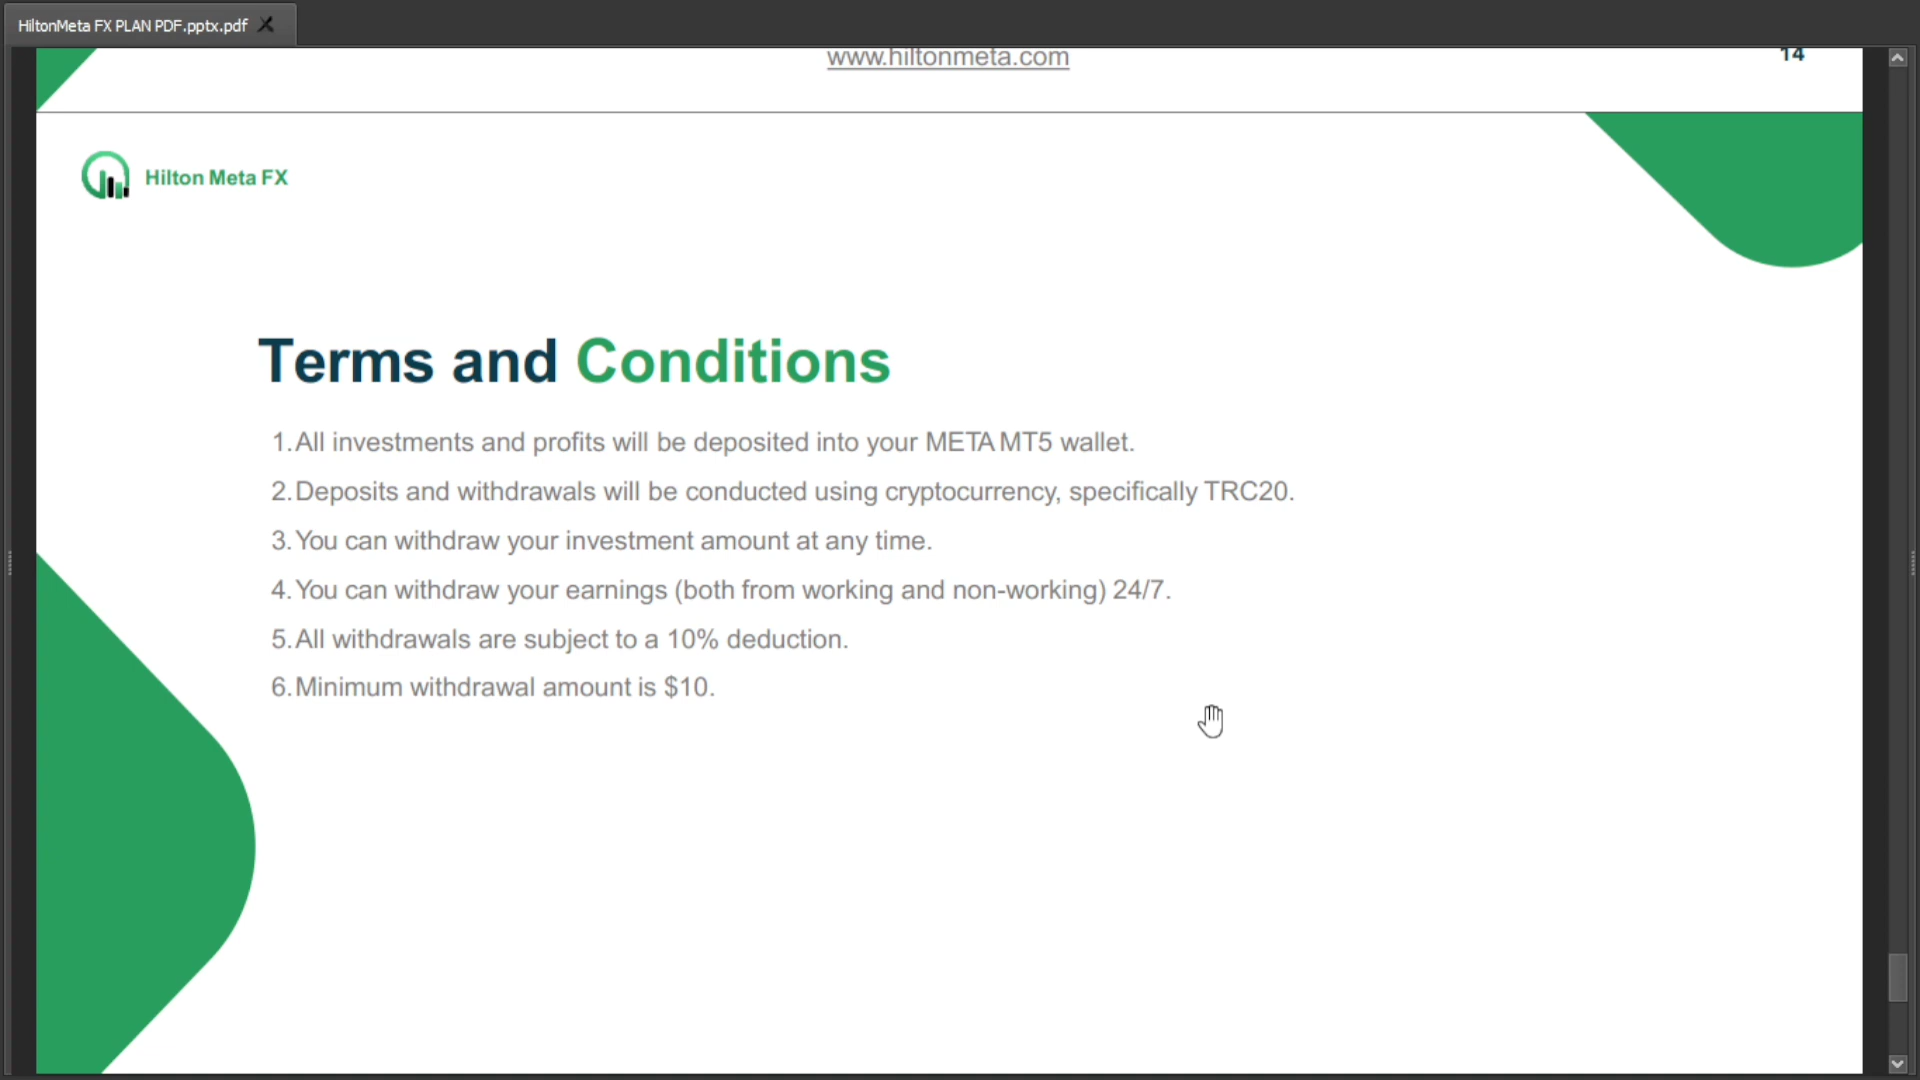 HiltonMeta FX PLAN PDF.pptx.pdf
www.hiltonmeta.com
14
Hilton Meta FX
Terms and Conditions
1.All investments and profits will be deposited into your META MT5 wallet.
2.Deposits and withdrawals will be conducted using cryptocurrency, specifically TRC20.
3.You can withdraw your investment amount at any time.
4.You can withdraw your earnings (both from working and non-working) 24/7.
5.All withdrawals are subject to a 10% deduction.
6.Minimum withdrawal amount is $10.